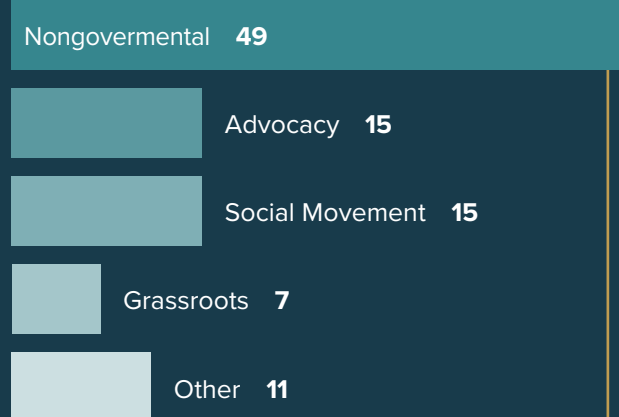 Nongovermental 49
Advocacy 15
Social Movement 15
Grassroots 7
Other 11